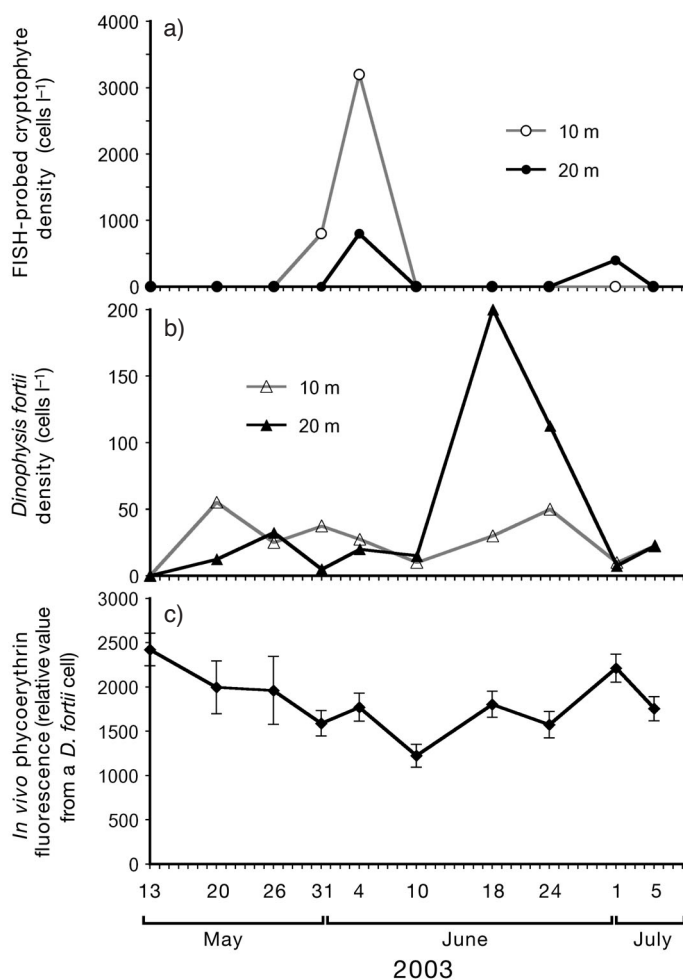 a)
4000
3000
2000
1000
0
FISH-probed cryptophyte
density (cells l⁻¹)
10 m
20 m
b)
200
150
100
50
0
Dinophysis fortii
density (cells l⁻¹)
10 m
20 m
c)
3000
2500
2000
1500
1000
500
0
In vivo phycoerythrin
fluorescence (relative value
from a D. fortii cell)
13 20 26 31 4 10 18 24 1 5
May June July
2003